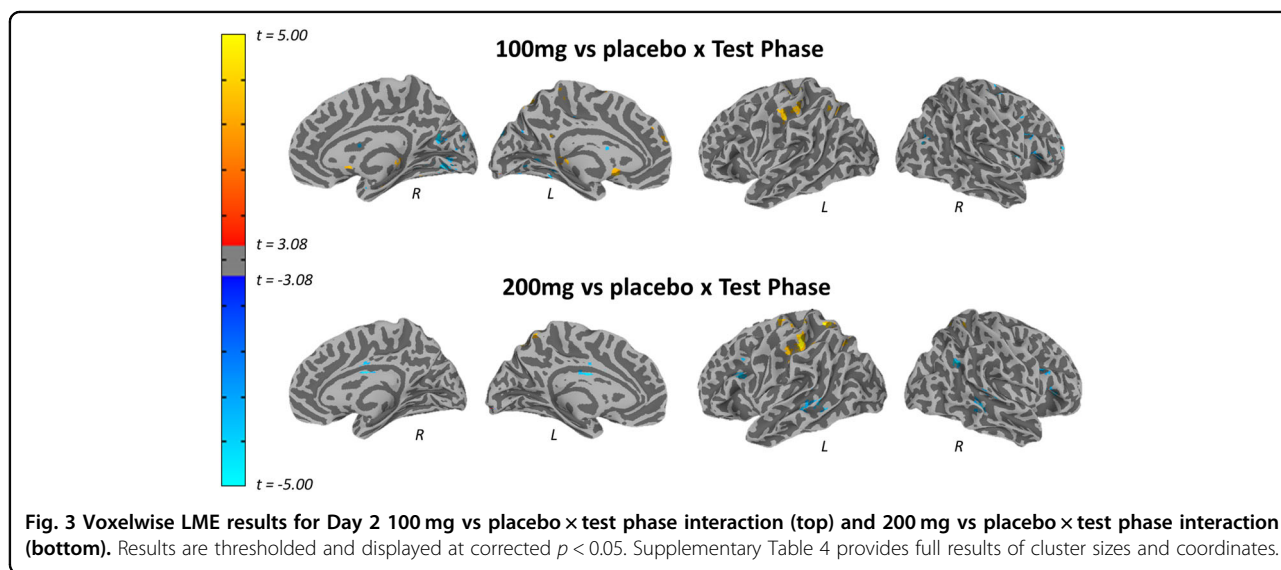 t = 5.00
t = 3.08
t = -3.08
t = -5.00
100mg vs placebo x Test Phase
R
L
L
R
200mg vs placebo x Test Phase
R
L
L
R
Fig. 3 Voxelwise LME results for Day 2 100 mg vs placebo × test phase interaction (top) and 200 mg vs placebo × test phase interaction
(bottom). Results are thresholded and displayed at corrected p < 0.05. Supplementary Table 4 provides full results of cluster sizes and coordinates.